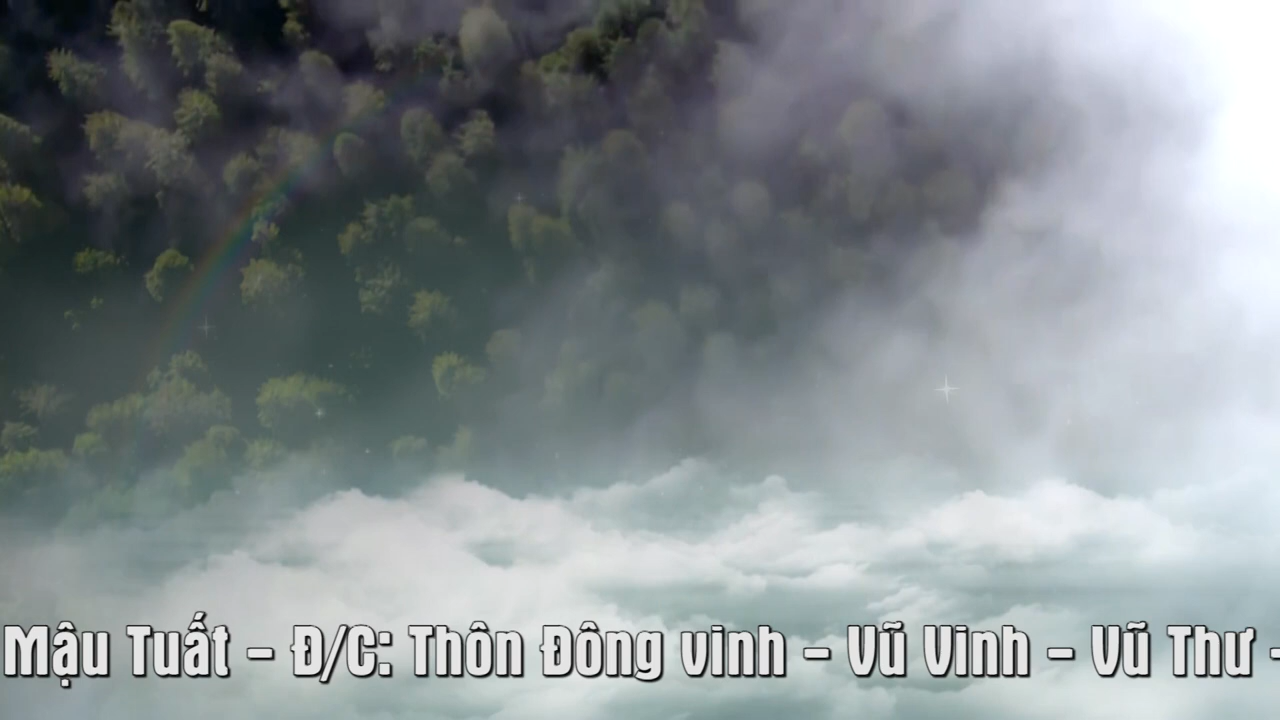 Mậu Tuất – Đ/C: Thôn Đông vinh – Vũ Vinh – Vũ Thư -